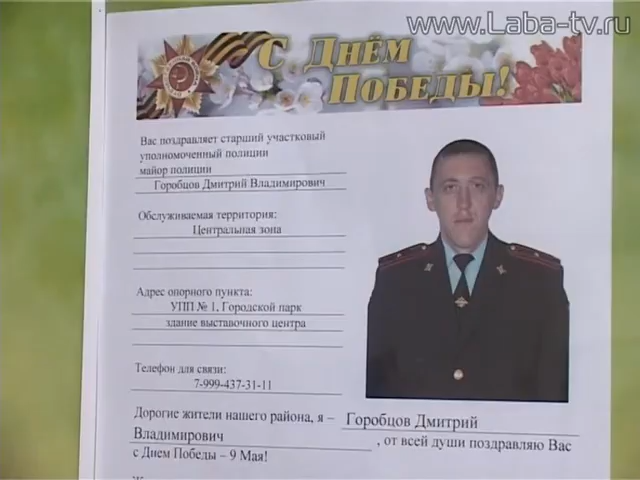 www.Laba-tv.ru
С Днём
Победы!
Вас поздравляет старший участковый
уполномоченный полиции
майор полиции
Горобцов Дмитрий Владимирович
Обслуживаемая территория:
Центральная зона
Адрес опорного пункта:
УПП № 1, Городской парк
здание выставочного центра
Телефон для связи:
7-999-437-31-11
Дорогие жители нашего района, я – Горобцов Дмитрий
Владимирович , от всей души поздравляю Вас
с Днем Победы – 9 Мая!